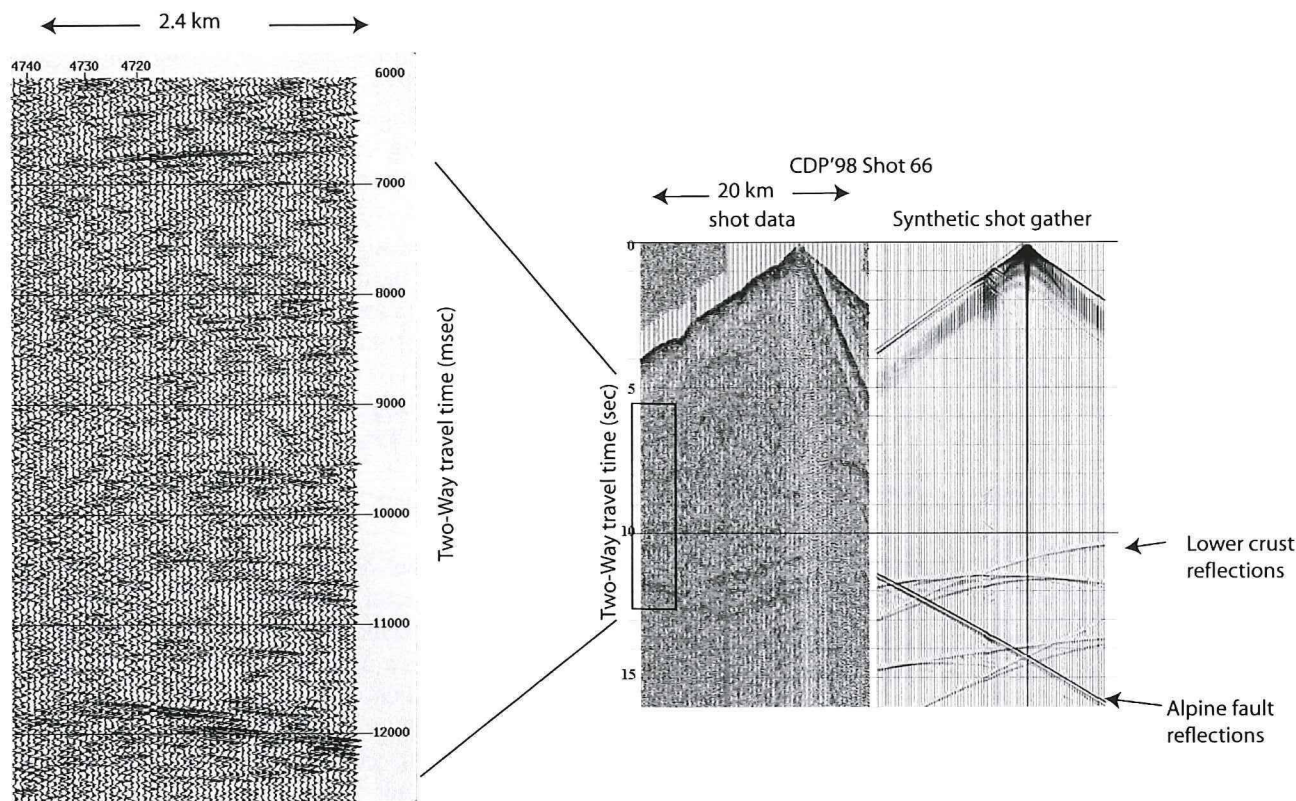 2.4 km
4740 4730 4720
6000
7000
8000
9000
10000
11000
12000
Two-Way travel time (msec)
CDP'98 Shot 66
20 km
shot data
Synthetic shot gather
0
5
10
15
Two-Way travel time (sec)
Lower crust
reflections
Alpine fault
reflections